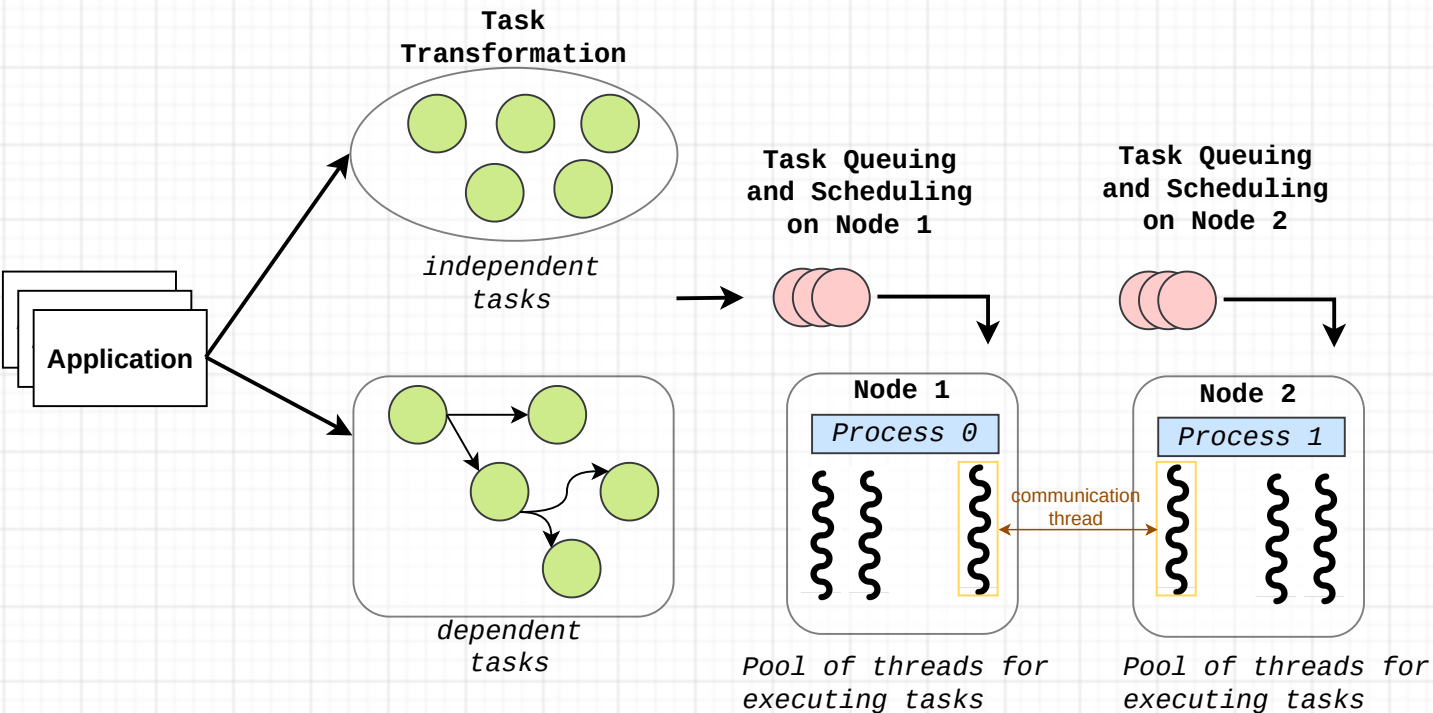 Task
Transformation
independent
tasks
Application
dependent
tasks
Task Queuing
and Scheduling
on Node 1
Node 1
Process 0
communication
thread
Pool of threads for
executing tasks
Task Queuing
and Scheduling
on Node 2
Node 2
Process 1
Pool of threads for
executing tasks